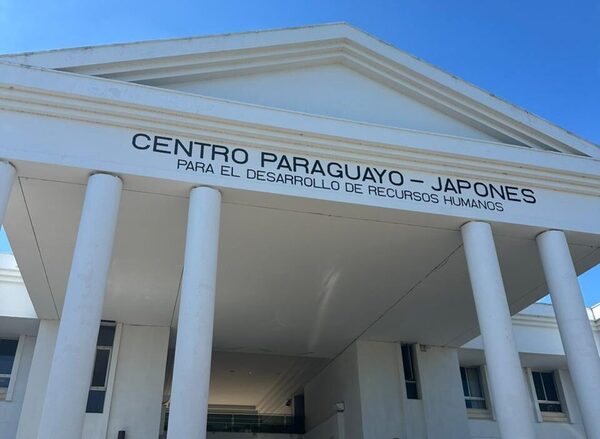 CENTRO PARAGUAYO - JAPONES
PARA EL DESARROLLO DE RECURSOS HUMANOS